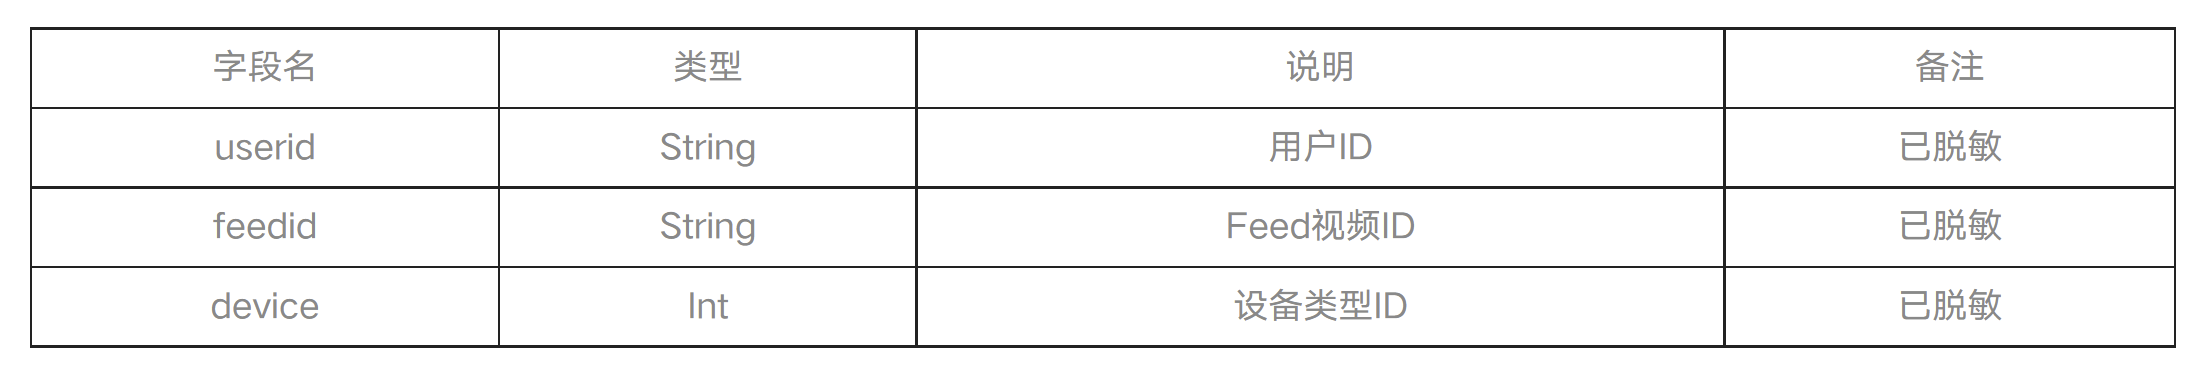 字段名 类型 说明 备注
userid String 用户ID 已脱敏
feedid String Feed视频ID 已脱敏
device Int 设备类型ID 已脱敏